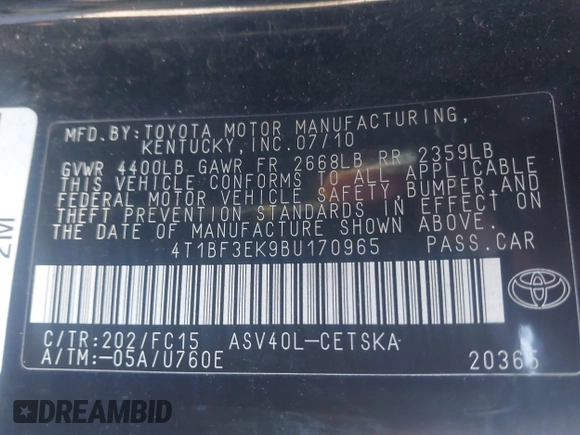 MFD.BY:TOYOTA MOTOR MANUFACTURING,
KENTUCKY,INC.07/10
GVWR 4400LB GAWR FR 2668LB RR 2359LB
THIS VEHICLE CONFORMS TO ALL APPLICABLE
FEDERAL MOTOR VEHICLE SAFETY,BUMPER,AND
THEFT PREVENTION STANDARDS IN EFFECT ON
THE DATE OF MANUFACTURE SHOWN ABOVE.
4T1BF3EK9BU170965 PASS.CAR
C/TR:202/FC15 ASV40L-CETSKA
A/TM:-05A/U760E 20365
2M
DREAMBID